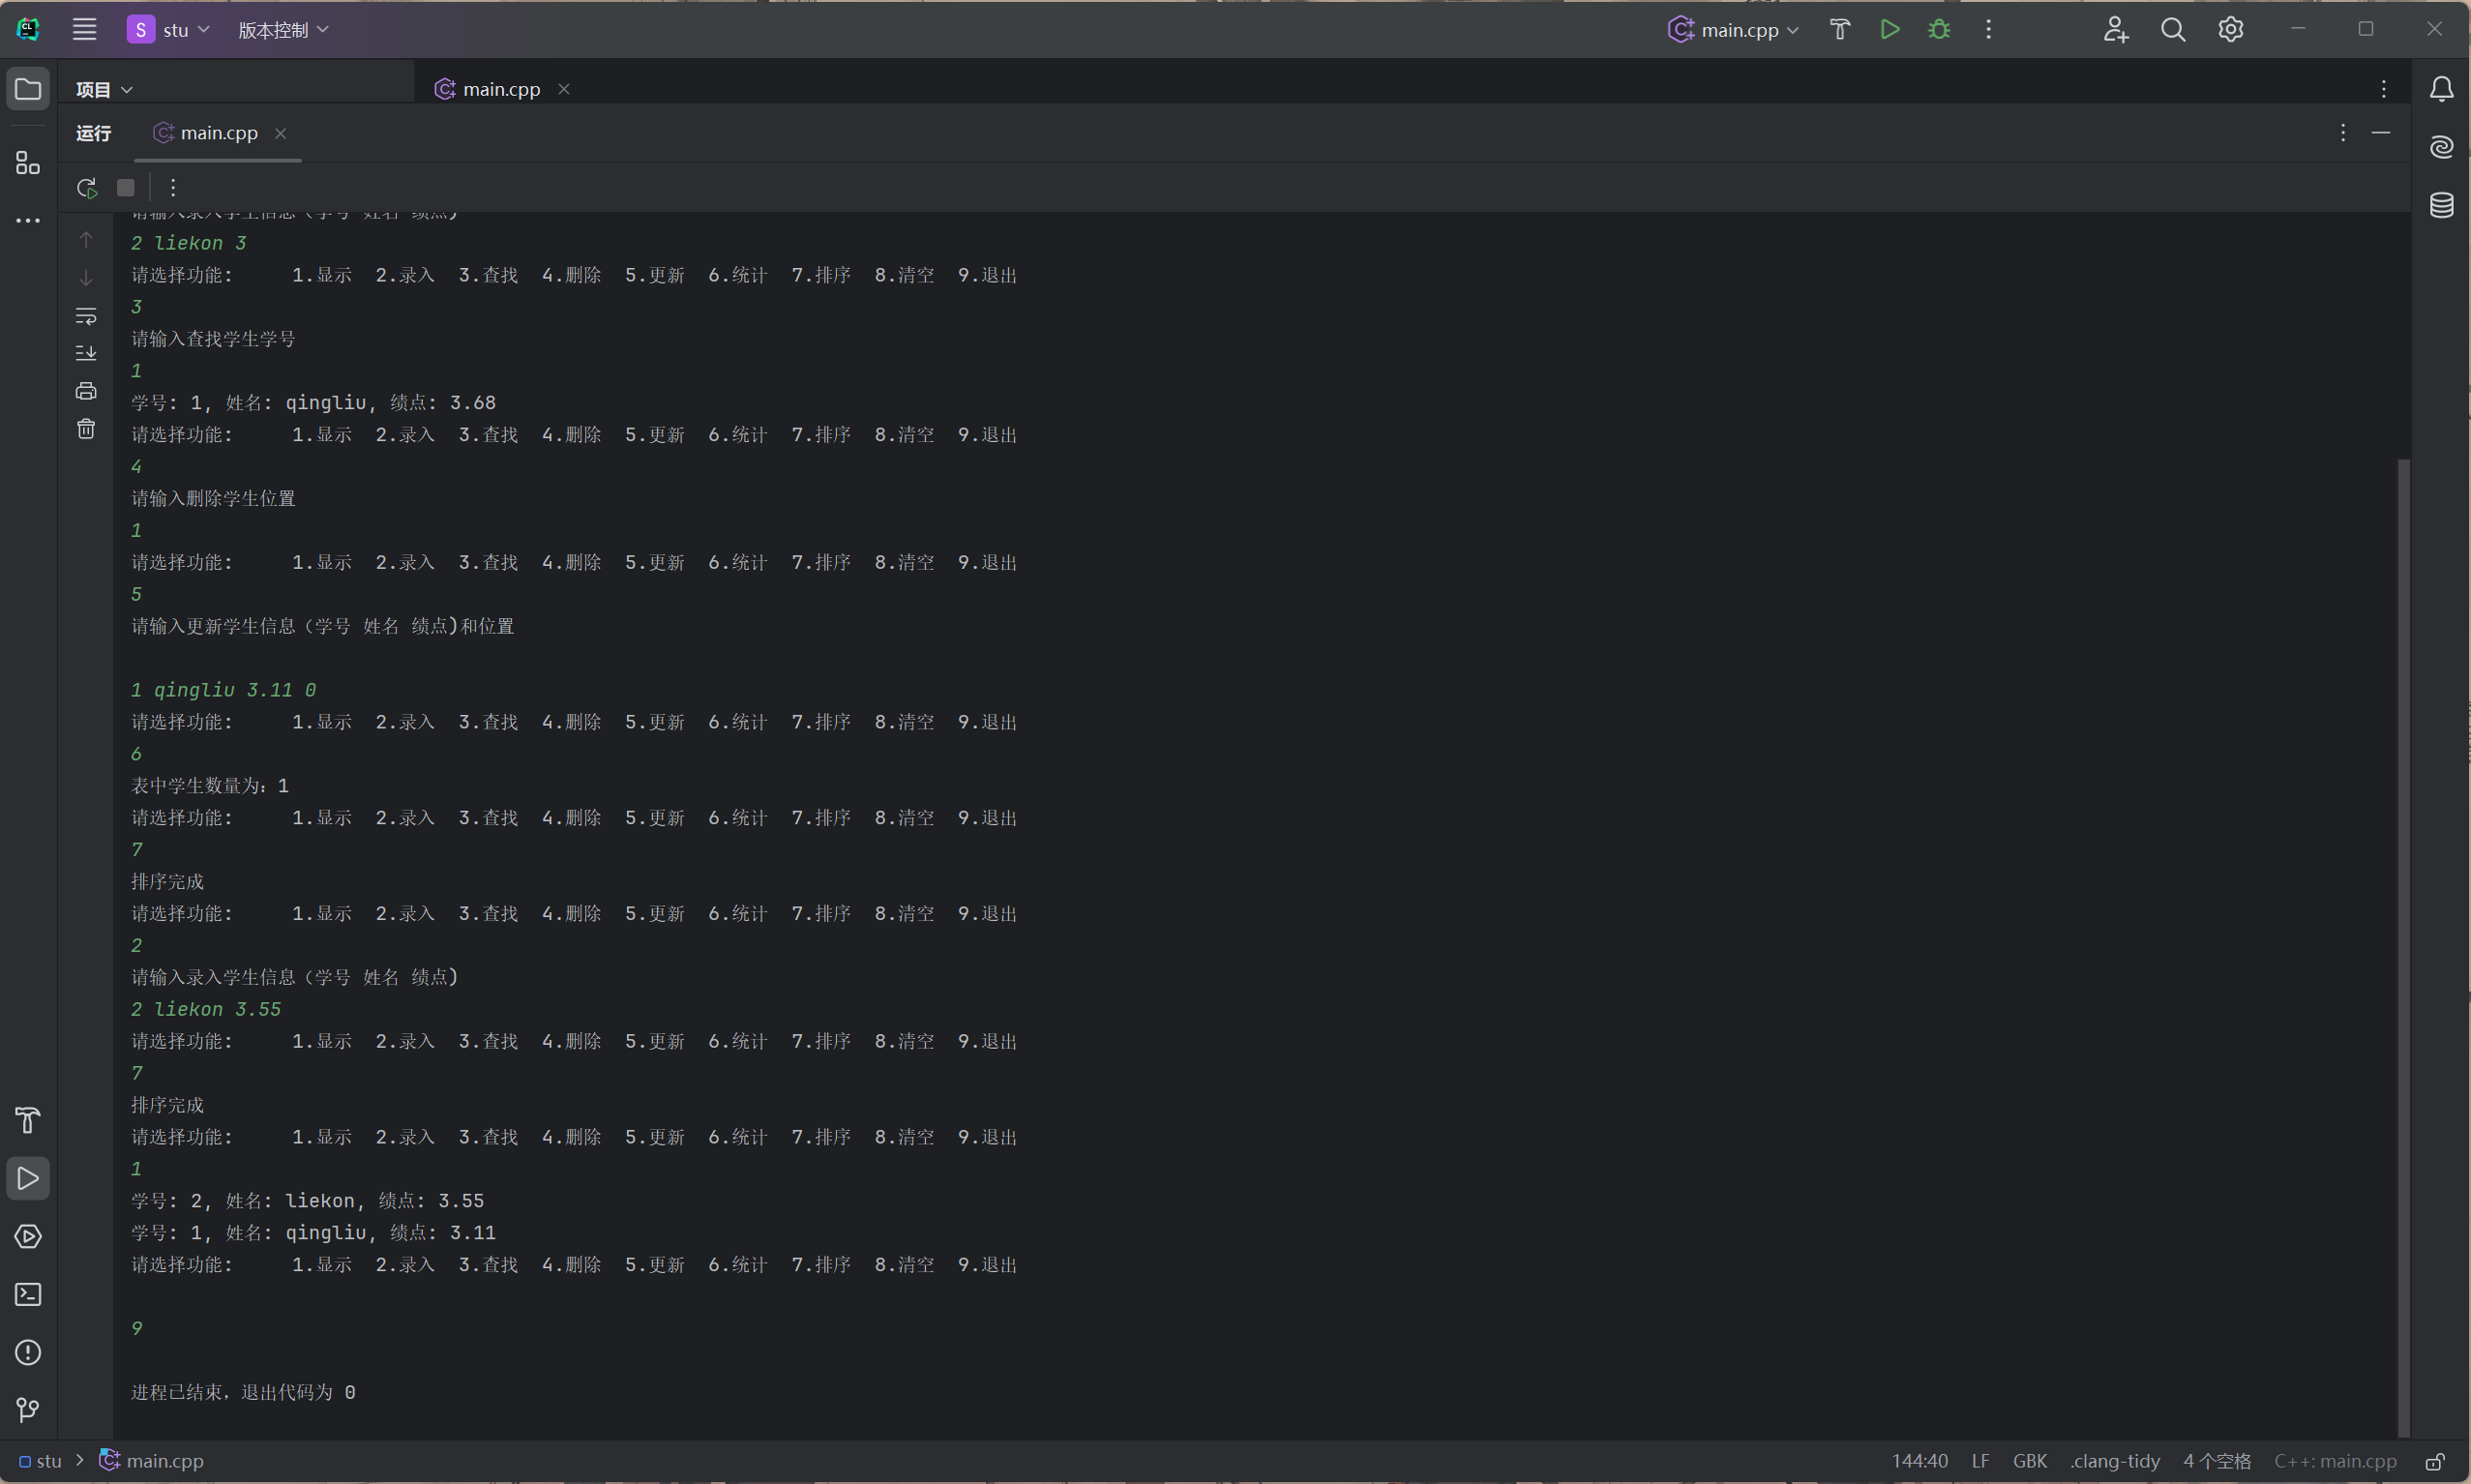 S stu 版本控制 main.cpp
项目 main.cpp
运行 main.cpp
请输入录入学生信息（学号 姓名 绩点)
2 liekon 3
请选择功能: 1.显示 2.录入 3.查找 4.删除 5.更新 6.统计 7.排序 8.清空 9.退出
3
请输入查找学生学号
1
学号: 1, 姓名: qingliu, 绩点: 3.68
请选择功能: 1.显示 2.录入 3.查找 4.删除 5.更新 6.统计 7.排序 8.清空 9.退出
4
请输入删除学生位置
1
请选择功能: 1.显示 2.录入 3.查找 4.删除 5.更新 6.统计 7.排序 8.清空 9.退出
5
请输入更新学生信息（学号 姓名 绩点)和位置
1 qingliu 3.11 0
请选择功能: 1.显示 2.录入 3.查找 4.删除 5.更新 6.统计 7.排序 8.清空 9.退出
6
表中学生数量为：1
请选择功能: 1.显示 2.录入 3.查找 4.删除 5.更新 6.统计 7.排序 8.清空 9.退出
7
排序完成
请选择功能: 1.显示 2.录入 3.查找 4.删除 5.更新 6.统计 7.排序 8.清空 9.退出
2
请输入录入学生信息（学号 姓名 绩点)
2 liekon 3.55
请选择功能: 1.显示 2.录入 3.查找 4.删除 5.更新 6.统计 7.排序 8.清空 9.退出
7
排序完成
请选择功能: 1.显示 2.录入 3.查找 4.删除 5.更新 6.统计 7.排序 8.清空 9.退出
1
学号: 2, 姓名: liekon, 绩点: 3.55
学号: 1, 姓名: qingliu, 绩点: 3.11
请选择功能: 1.显示 2.录入 3.查找 4.删除 5.更新 6.统计 7.排序 8.清空 9.退出
9
进程已结束，退出代码为 0
stu main.cpp 144:40 LF GBK .clang-tidy 4 个空格 C++: main.cpp